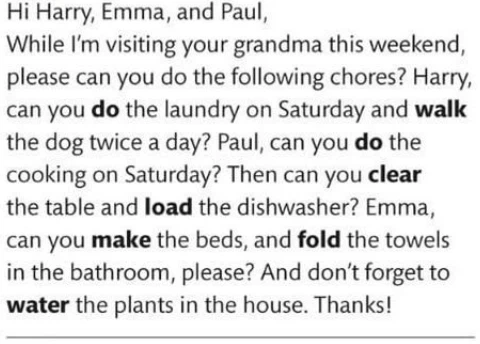 Hi Harry, Emma, and Paul,
While I'm visiting your grandma this weekend,
please can you do the following chores? Harry,
can you do the laundry on Saturday and walk
the dog twice a day? Paul, can you do the
cooking on Saturday? Then can you clear
the table and load the dishwasher? Emma,
can you make the beds, and fold the towels
in the bathroom, please? And don't forget to
water the plants in the house. Thanks!